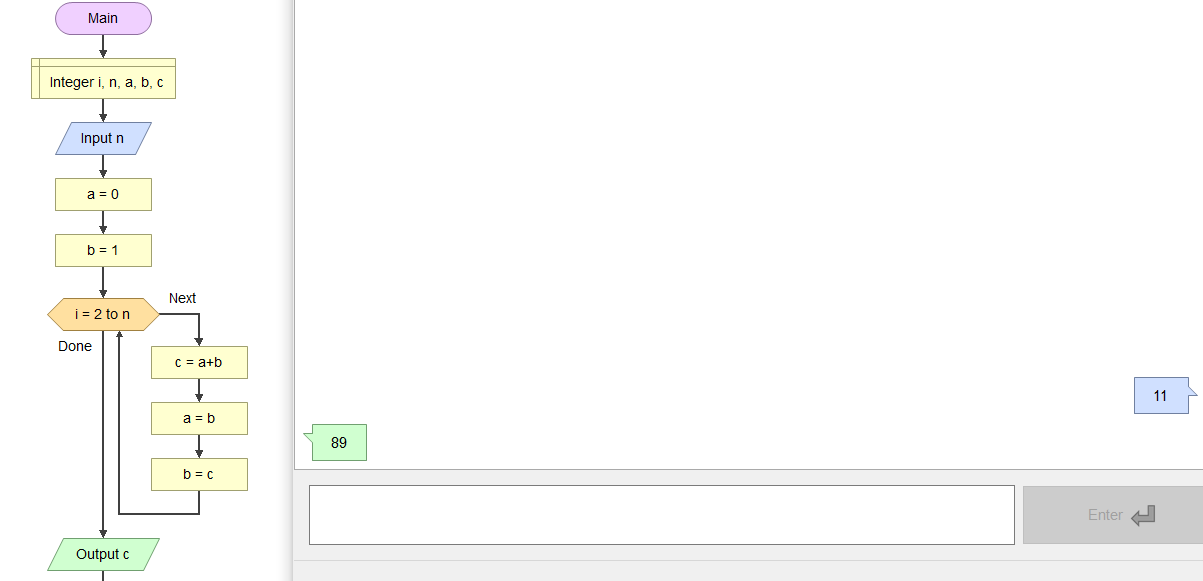 Main
Integer i, n, a, b, c
Input n
a = 0
b = 1
i = 2 to n
Next
Done
c = a+b
a = b
b = c
Output c
11
89
Enter